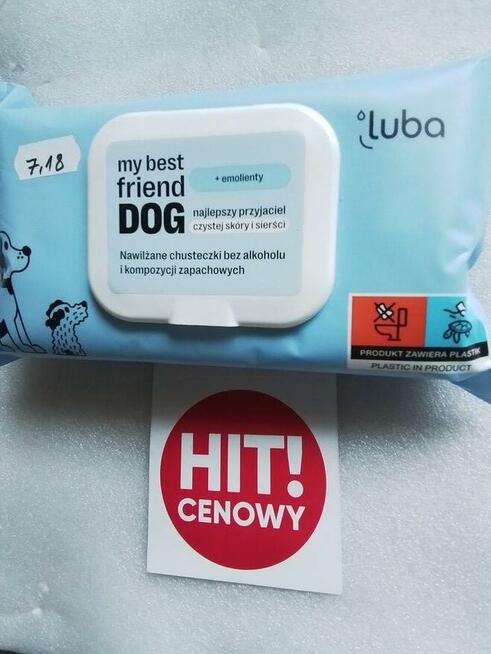 luba
7,18
my best
friend
DOG
+ emolienty
najlepszy przyjaciel
czystej skóry i sierści
Nawilżane chusteczki bez alkoholu
i kompozycji zapachowych
PRODUKT ZAWIERA PLASTIK
PLASTIC IN PRODUCT
HIT!
CENOWY